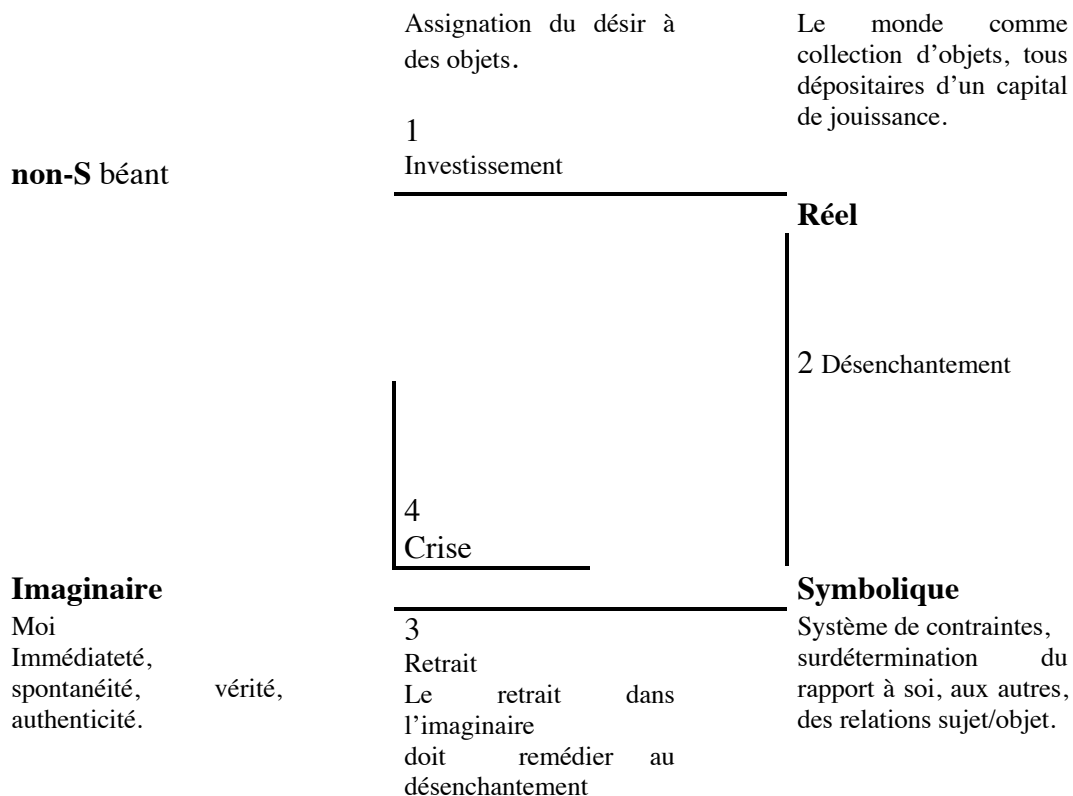 Assignation du désir à
des objets.
Le monde comme
collection d’objets, tous
dépositaires d’un capital
de jouissance.
1
Investissement
non-S béant
Réel
2 Désenchantement
4
Crise
Imaginaire
Moi
Immédiateté,
spontanéité, vérité,
authenticité.
3
Retrait
Le retrait dans
l’imaginaire
doit remédier au
désenchantement
Symbolique
Système de contraintes,
surdétermination du
rapport à soi, aux autres,
des relations sujet/objet.